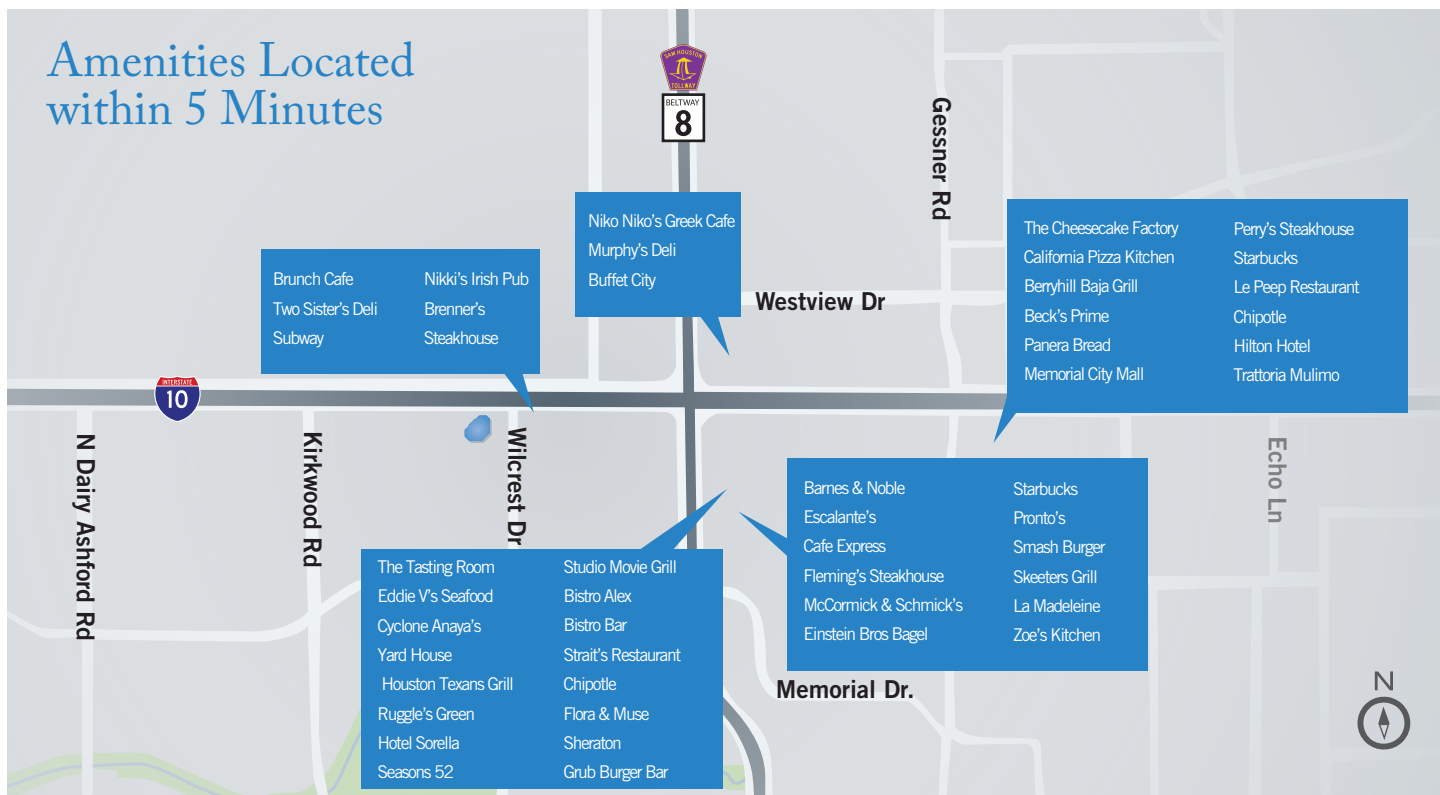 Amenities Located
within 5 Minutes
SAM HOUSTON
TOLLWAY
BELTWAY
8
Gessner Rd
Niko Niko's Greek Cafe
Murphy's Deli
Buffet City
The Cheesecake Factory
California Pizza Kitchen
Berryhill Baja Grill
Beck's Prime
Panera Bread
Memorial City Mall
Perry's Steakhouse
Starbucks
Le Peep Restaurant
Chipotle
Hilton Hotel
Trattoria Mulimo
Brunch Cafe
Two Sister's Deli
Subway
Nikki's Irish Pub
Brenner's
Steakhouse
Westview Dr
INTERSTATE
10
N Dairy Ashford Rd
Kirkwood Rd
Wilcrest Dr
Echo Ln
Barnes & Noble
Escalante's
Cafe Express
Fleming's Steakhouse
McCormick & Schmick's
Einstein Bros Bagel
Starbucks
Pronto's
Smash Burger
Skeeters Grill
La Madeleine
Zoe's Kitchen
The Tasting Room
Eddie V's Seafood
Cyclone Anaya's
Yard House
Houston Texans Grill
Ruggle's Green
Hotel Sorella
Seasons 52
Studio Movie Grill
Bistro Alex
Bistro Bar
Strait's Restaurant
Chipotle
Flora & Muse
Sheraton
Grub Burger Bar
Memorial Dr.
N